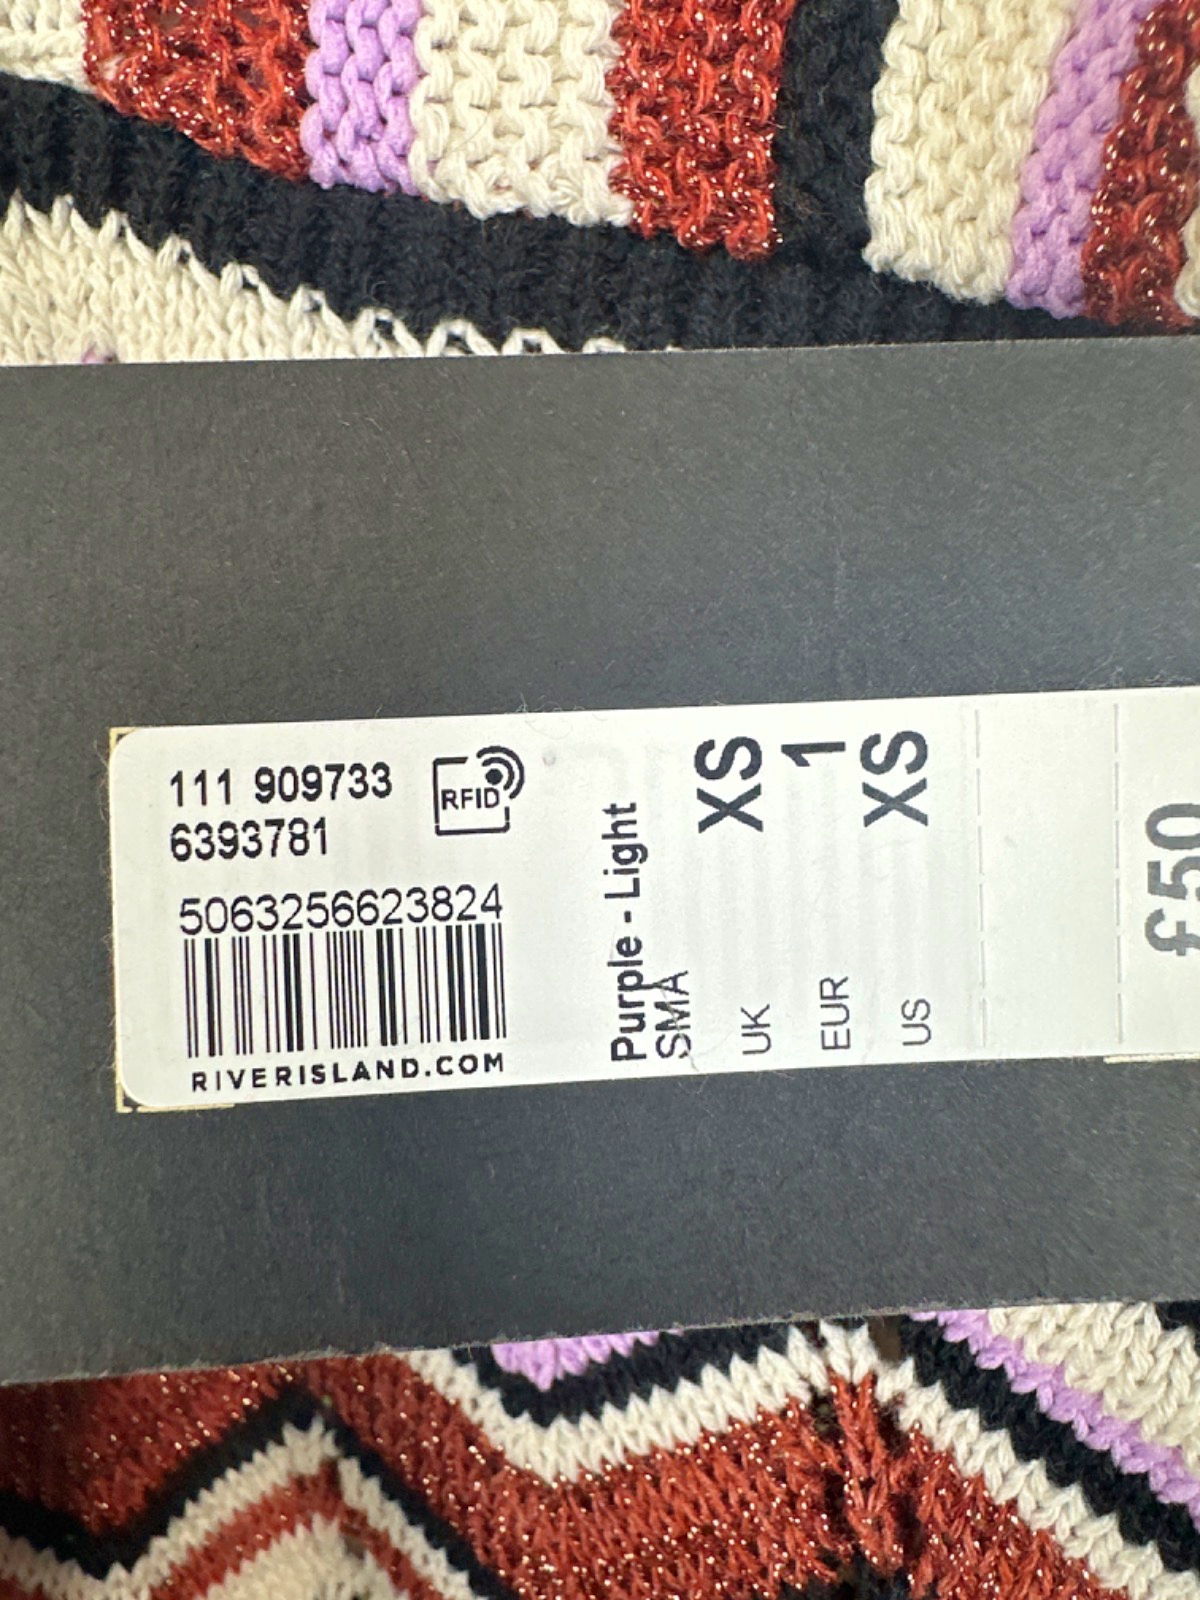 111 909733
6393781
RFID
5063256623824
RIVERISLAND.COM
Purple - Light
SMA
UK XS
EUR 1
US XS
£50